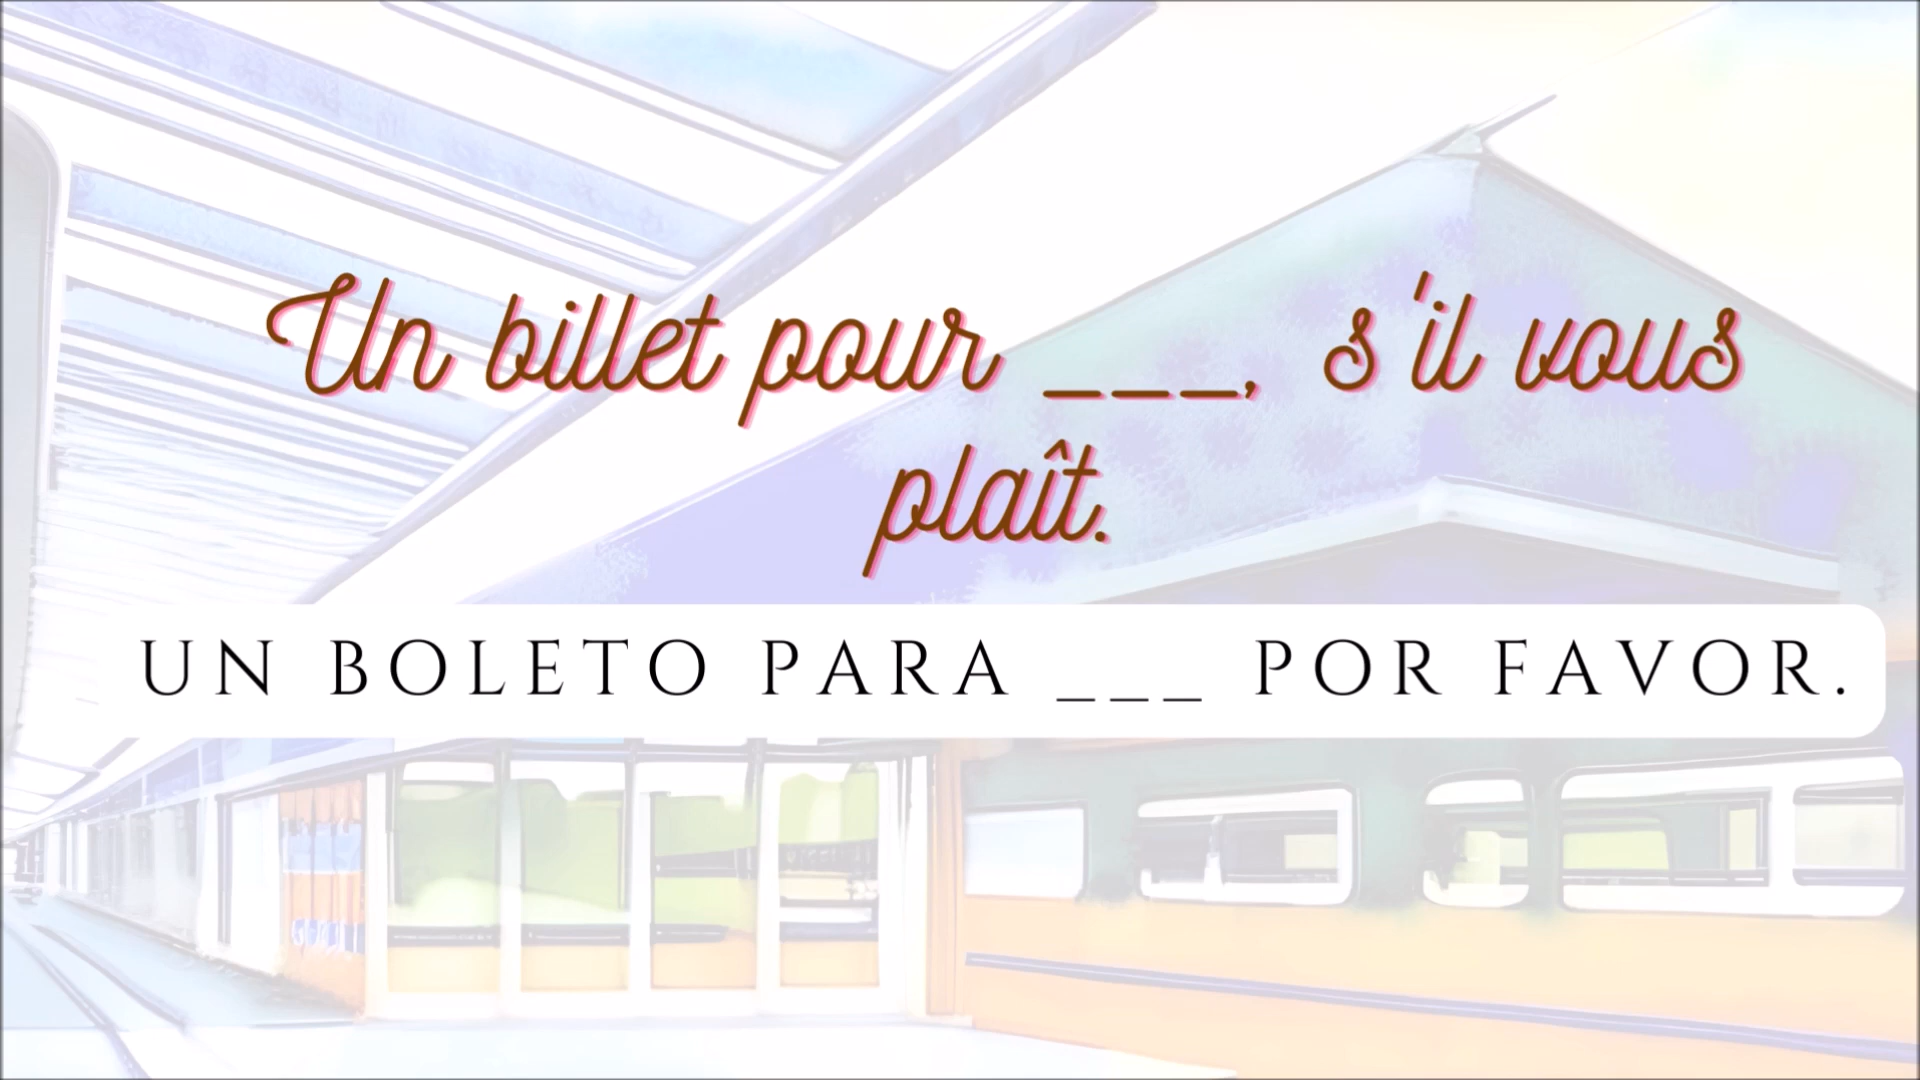 Un billet pour ___, s'il vous
plaît.
UN BOLETO PARA ___ POR FAVOR.